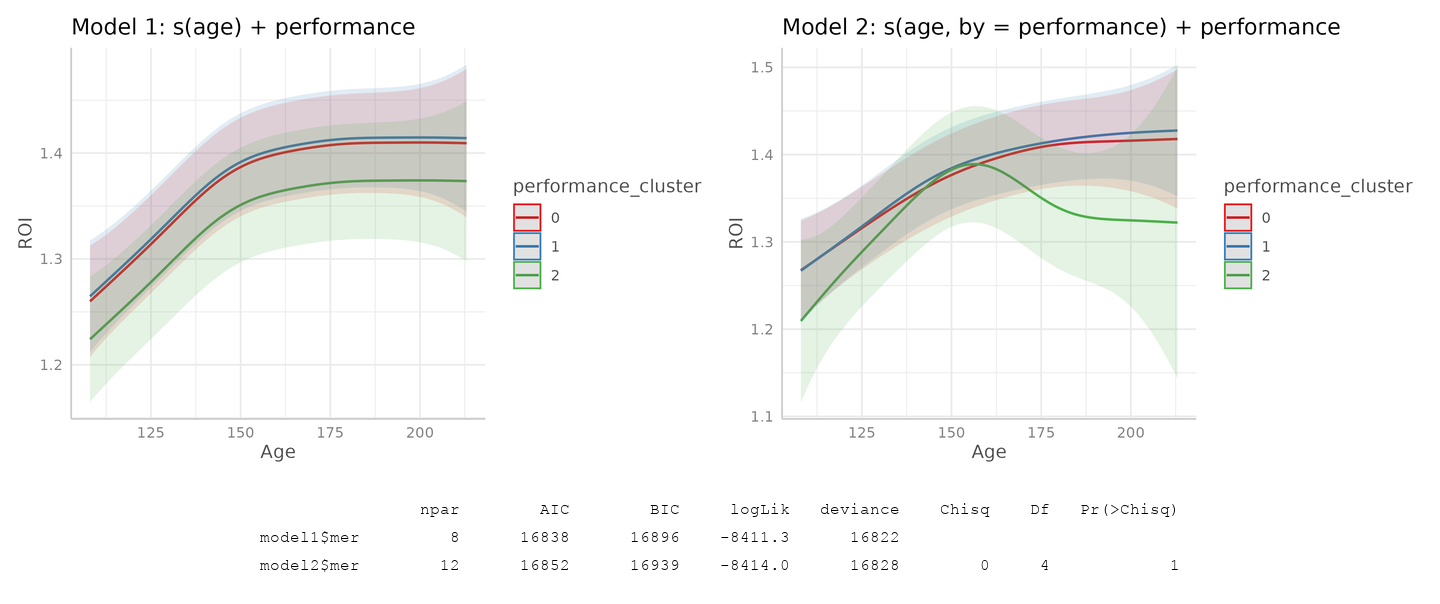 Model 1: s(age) + performance
1.4
1.3
1.2
ROI
125 150 175 200
Age
performance_cluster
0
1
2
Model 2: s(age, by = performance) + performance
1.5
1.4
1.3
1.2
1.1
ROI
125 150 175 200
Age
performance_cluster
0
1
2
npar AIC BIC logLik deviance Chisq Df Pr(>Chisq)
model1$mer 8 16838 16896 -8411.3 16822
model2$mer 12 16852 16939 -8414.0 16828 0 4 1